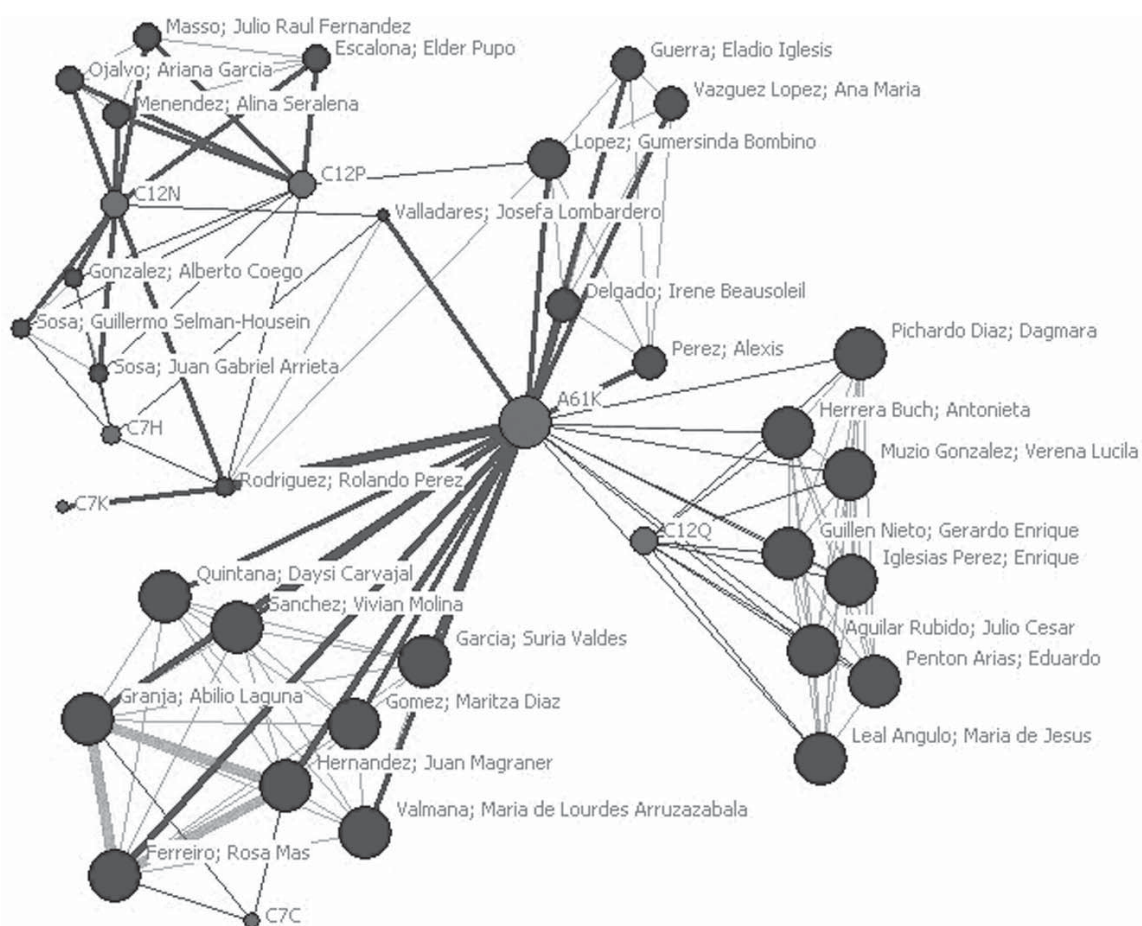 Masso; Julio Raul Fernandez
Escalona; Elder Pupo
Ojalvo; Ariana Garcia
Menendez; Alina Seralena
C12P
C12N
Guerra; Eladio Iglesis
Vazguez Lopez; Ana Maria
Lopez; Gumersinda Bombino
Valladares; Josefa Lombardero
Gonzalez; Alberto Coego
Delgado; Irene Beausoleil
Sosa; Guillermo Selman-Housein
Sosa; Juan Gabriel Arrieta
Perez; Alexis
Pichardo Diaz; Dagmara
A61K
Herrera Buch; Antonieta
C7H
Muzio Gonzalez; Verena Lucila
Rodriguez; Rolando Perez
C7K
C12Q
Guillen Nieto; Gerardo Enrique
Iglesias Perez; Enrique
Quintana; Daysi Carvajal
Sanchez; Vivian Molina
Garcia; Suria Valdes
Aguilar Rubido; Julio Cesar
Penton Arias; Eduardo
Granja; Abilio Laguna
Gomez; Maritza Diaz
Leal Angulo; Maria de Jesus
Hernandez; Juan Magraner
Valmana; Maria de Lourdes Arruzazabala
Ferreiro; Rosa Mas
C7C